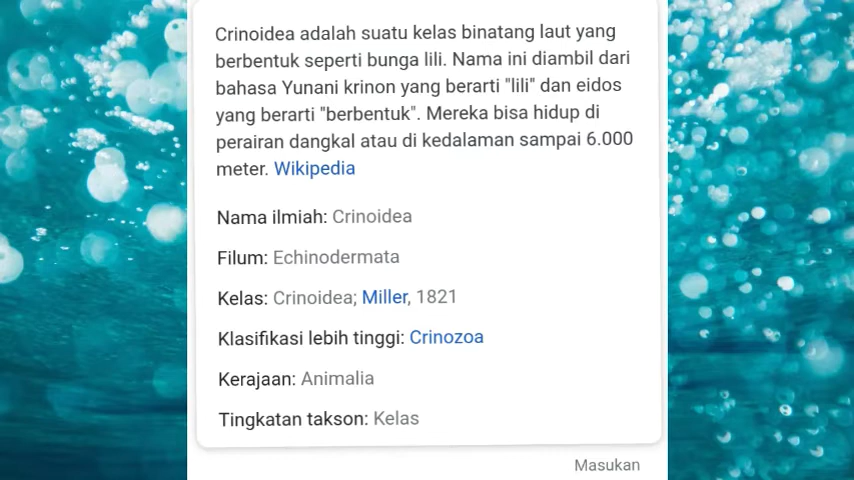 Crinoidea adalah suatu kelas binatang laut yang
berbentuk seperti bunga lili. Nama ini diambil dari
bahasa Yunani krinon yang berarti "lili" dan eidos
yang berarti "berbentuk". Mereka bisa hidup di
perairan dangkal atau di kedalaman sampai 6.000
meter. Wikipedia
Nama ilmiah: Crinoidea
Filum: Echinodermata
Kelas: Crinoidea; Miller, 1821
Klasifikasi lebih tinggi: Crinozoa
Kerajaan: Animalia
Tingkatan takson: Kelas
Masukan